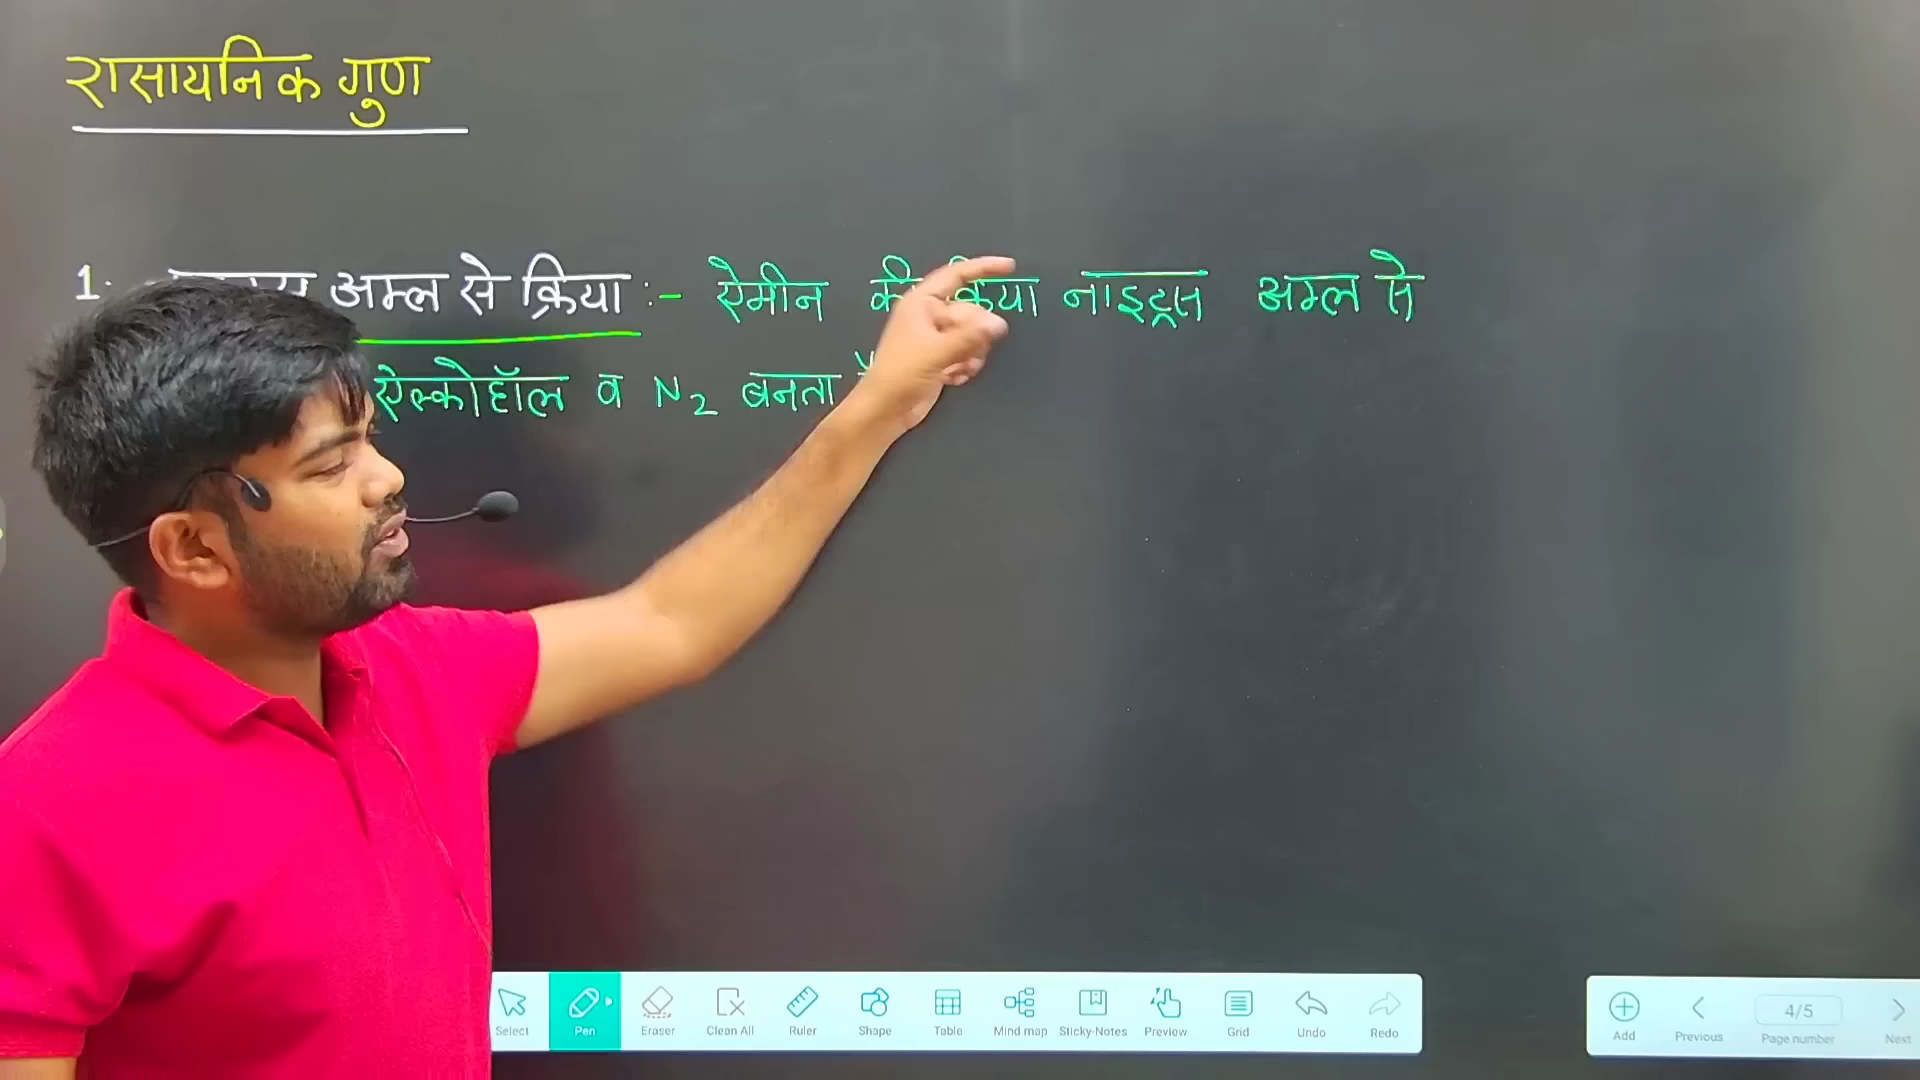 रासायनिक गुण
1. अम्ल से क्रिया :- ऐमीन की क्रिया नाइट्रस अम्ल से
ऐल्कोहॉल व N2 बनता
Select Pen Eraser Clean All Ruler Shape Table Mind map Sticky-Notes Preview Grid Undo Redo
Add Previous 4/5 Page number Next